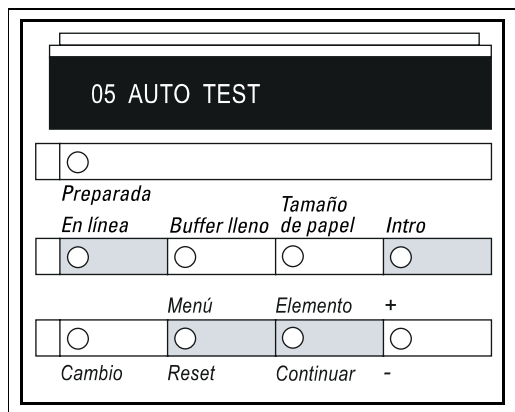 05 AUTO TEST
Preparada
En línea Buffer lleno Tamaño de papel Intro
Menú Elemento +
Cambio Reset Continuar -